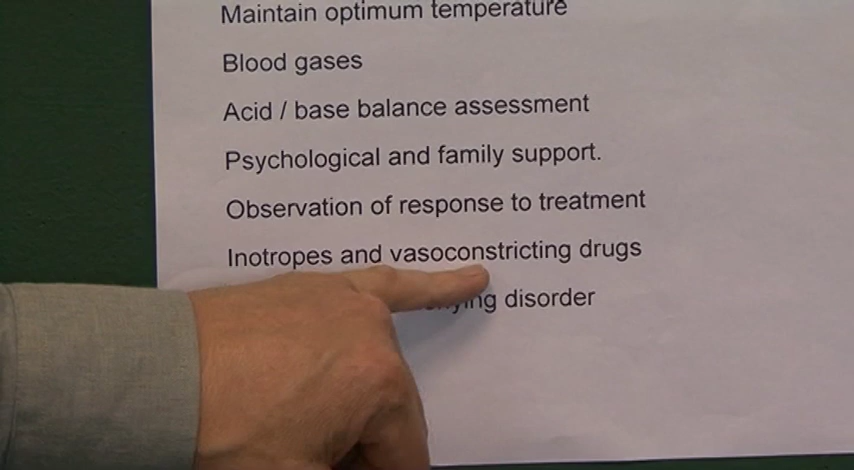 Maintain optimum temperature
Blood gases
Acid / base balance assessment
Psychological and family support.
Observation of response to treatment
Inotropes and vasoconstricting drugs
disorder